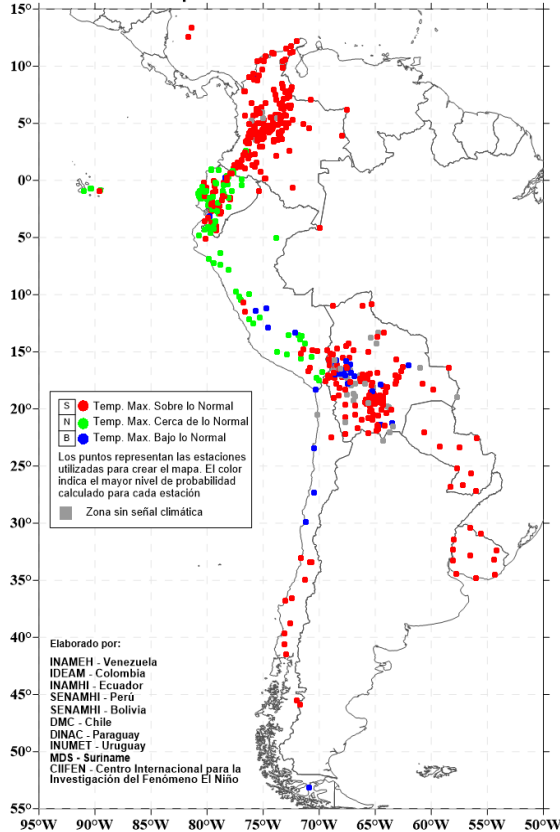 15°
10°
5°
0°
5°
10°
15°
20°
25°
30°
35°
40°
45°
50°
55°
S Temp. Max. Sobre lo Normal
N Temp. Max. Cerca de lo Normal
B Temp. Max. Bajo lo Normal
Los puntos representan las estaciones
utilizadas para crear el mapa. El color
indica el mayor nivel de probabilidad
calculado para cada estación
Zona sin señal climática
Elaborado por:
INAMEH - Venezuela
IDEAM - Colombia
INAMHI - Ecuador
SENAMHI - Perú
SENAMHI - Bolivia
DMC - Chile
DINAC - Paraguay
INUMET - Uruguay
MDS - Suriname
CIIFEN - Centro Internacional para la
Investigación del Fenómeno El Niño
95°W 90°W 85°W 80°W 75°W 70°W 65°W 60°W 55°W 50°W